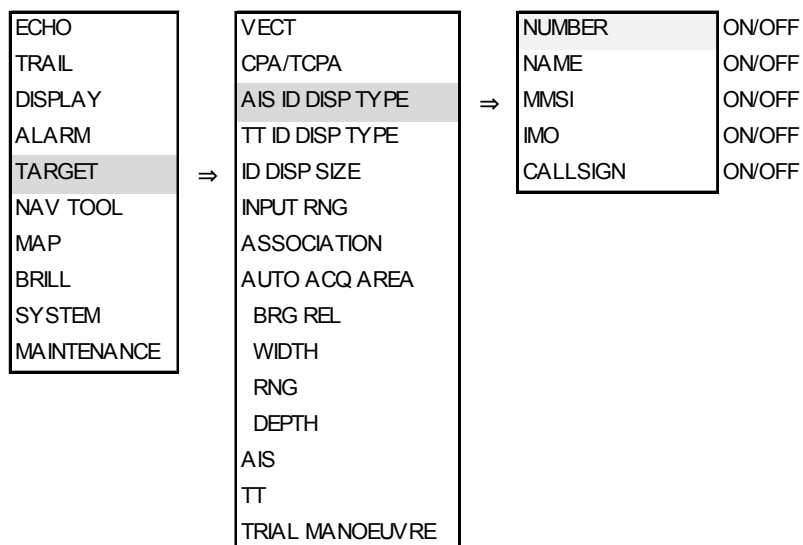 ECHO
TRAIL
DISPLAY
ALARM
TARGET
NAV TOOL
MAP
BRILL
SYSTEM
MAINTENANCE
⇒
VECT
CPA/TCPA
AIS ID DISP TYPE
TT ID DISP TYPE
ID DISP SIZE
INPUT RNG
ASSOCIATION
AUTO ACQ AREA
BRG REL
WIDTH
RNG
DEPTH
AIS
TT
TRIAL MANOEUVRE
⇒
NUMBER ON/OFF
NAME ON/OFF
MMSI ON/OFF
IMO ON/OFF
CALLSIGN ON/OFF